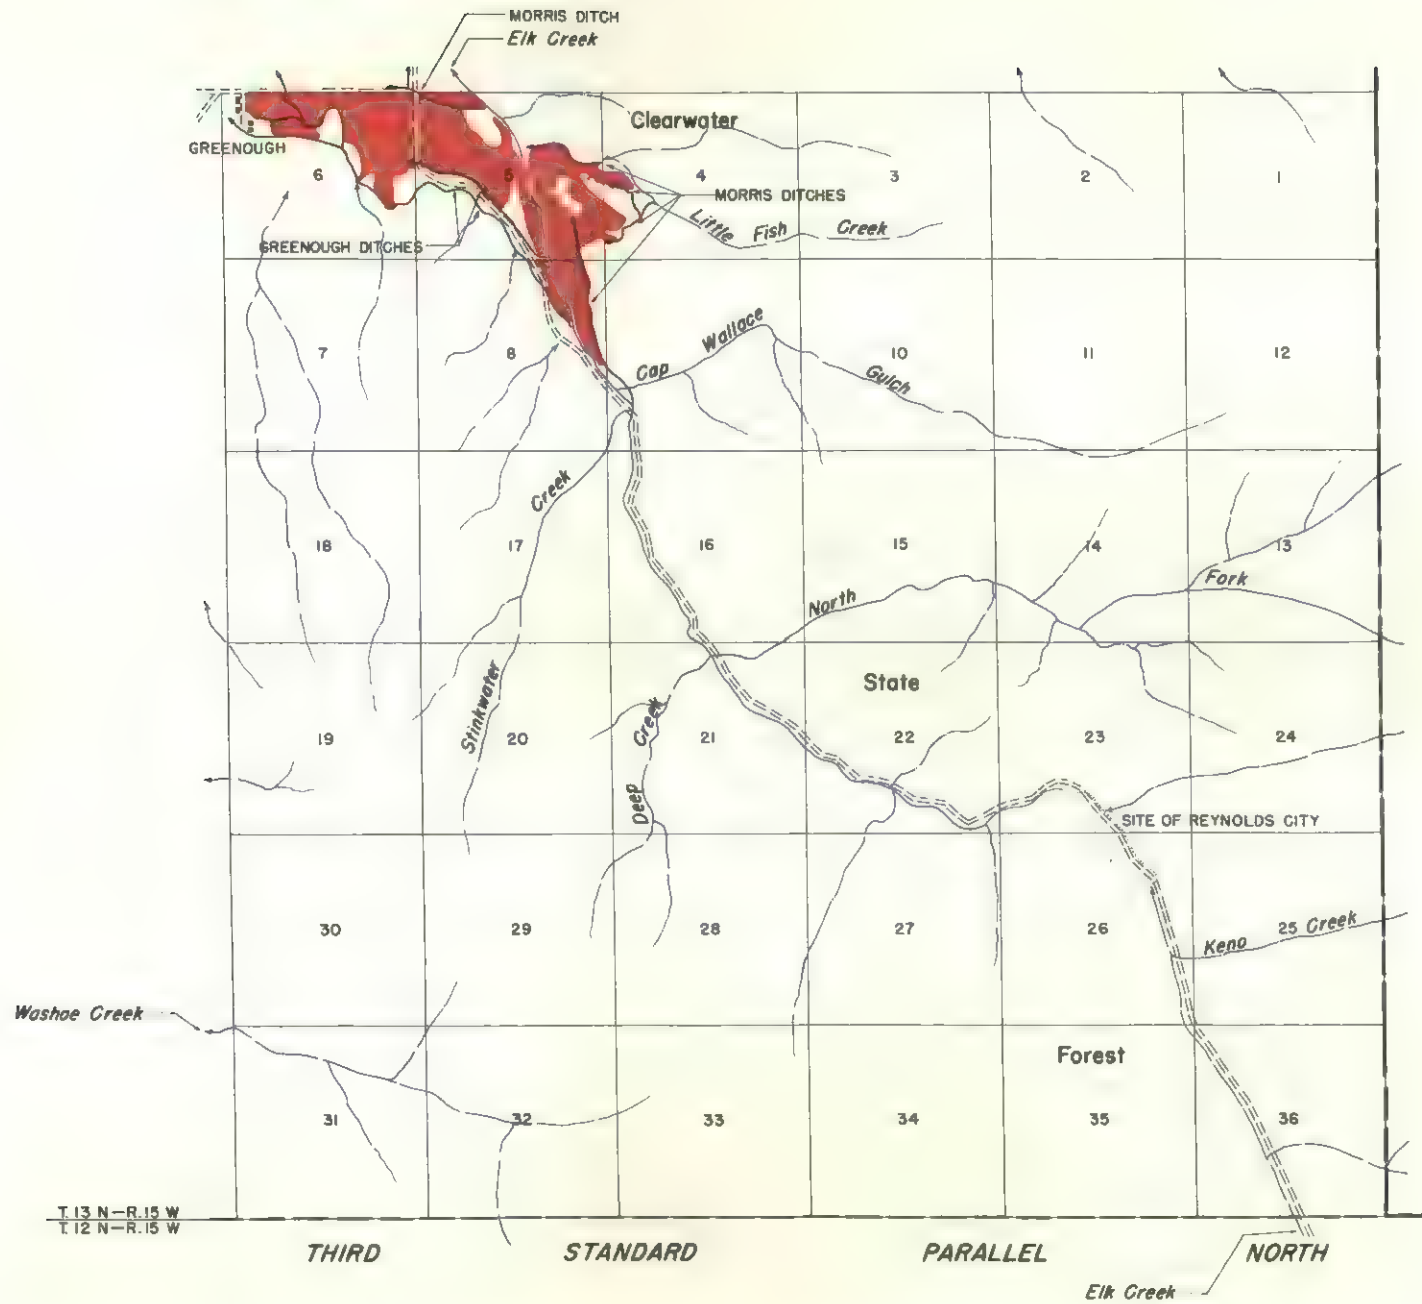 MORRIS DITCH
Elk Creek
Clearwater
GREENOUGH
6
5
4
3
2
1
MORRIS DITCHES
Little Fish Creek
GREENOUGH DITCHES
7
8
Cap Wallace Gulch
10
11
12
Creek
18
17
16
15
14
13
North
Fork
State
Stinkwater
Creek
Deep
19
20
21
22
23
24
SITE OF REYNOLDS CITY
30
29
28
27
26
25
Keno Creek
Washoe Creek
Forest
31
32
33
34
35
36
T. 13 N—R. 15 W
T. 12 N—R. 15 W
THIRD STANDARD PARALLEL NORTH
Elk Creek